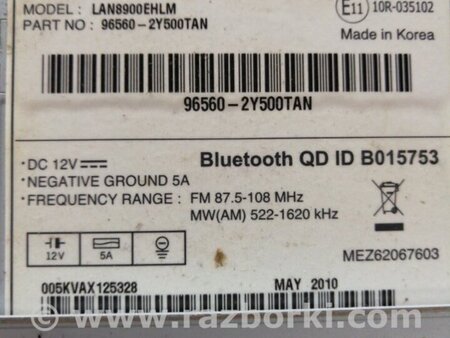 MODEL : LAN8900EHLM
PART NO : 96560-2Y500TAN
E11 10R-035102
Made in Korea
96560-2Y500TAN
Bluetooth QD ID B015753
• DC 12V
• NEGATIVE GROUND 5A
• FREQUENCY RANGE : FM 87.5-108 MHz
MW(AM) 522-1620 kHz
12V 5A
MEZ62067603
005KVAX125328
MAY 2010
© www.razborki.com